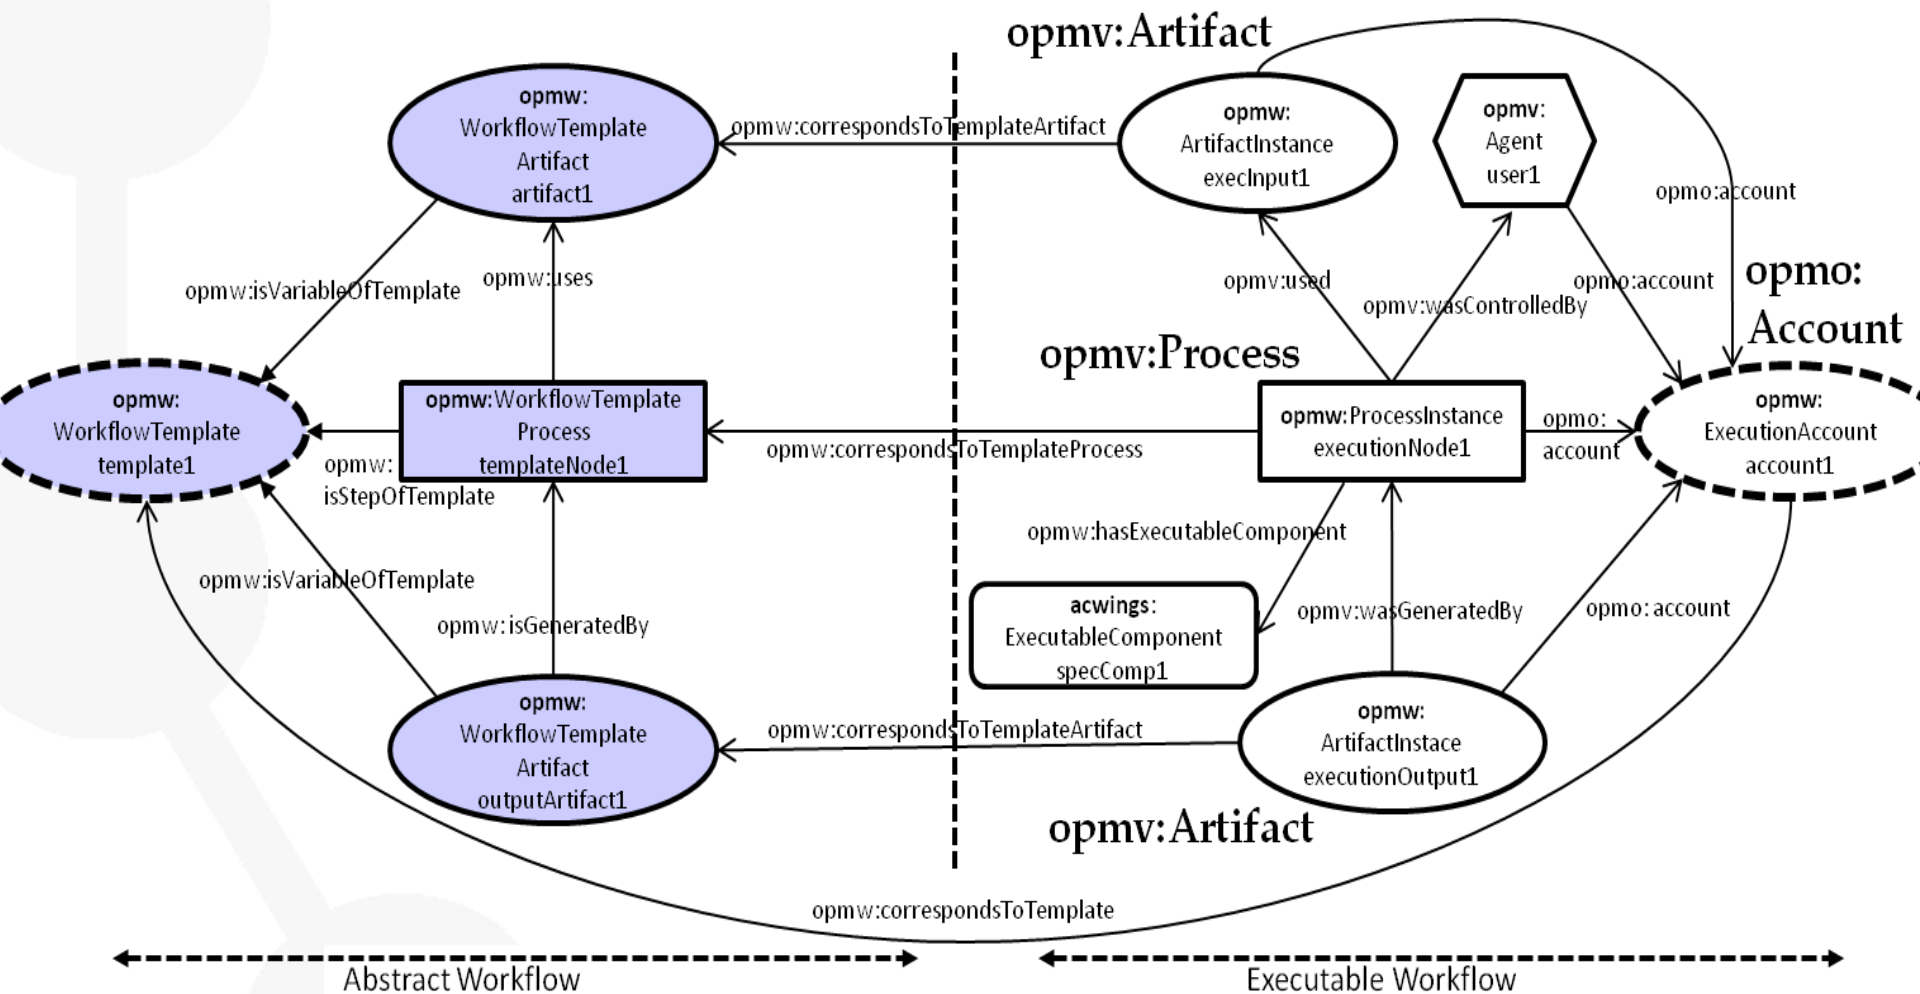 opmv:Artifact
opmw:
WorkflowTemplate
Artifact
artifact1
opmw:correspondsToTemplateArtifact
opmw:
ArtifactInstance
execInput1
opmv:
Agent
user1
opmo:account
opmw:isVariableOfTemplate
opmw:uses
opmv:used
opmv:wasControlledBy
opmo:account
opmo:
Account
opmv:Process
opmw:
WorkflowTemplate
template1
opmw:WorkflowTemplate
Process
templateNode1
opmw:
isStepOfTemplate
opmw:correspondsToTemplateProcess
opmw:ProcessInstance
executionNode1
opmo:
account
opmw:
ExecutionAccount
account1
opmw:hasExecutableComponent
opmw:isVariableOfTemplate
opmw:isGeneratedBy
acwings:
ExecutableComponent
specComp1
opmv:wasGeneratedBy
opmo:account
opmw:
WorkflowTemplate
Artifact
outputArtifact1
opmw:correspondsToTemplateArtifact
opmw:
ArtifactInstace
executionOutput1
opmv:Artifact
opmw:correspondsToTemplate
Abstract Workflow
Executable Workflow